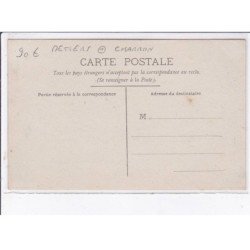 90€ METIERS @ CHARRON
CARTE POSTALE
Tous les pays étrangers n'acceptent pas la correspondance au recto.
(Se renseigner à la Poste).
Partie réservée à la correspondance
Adresse du destinataire
M